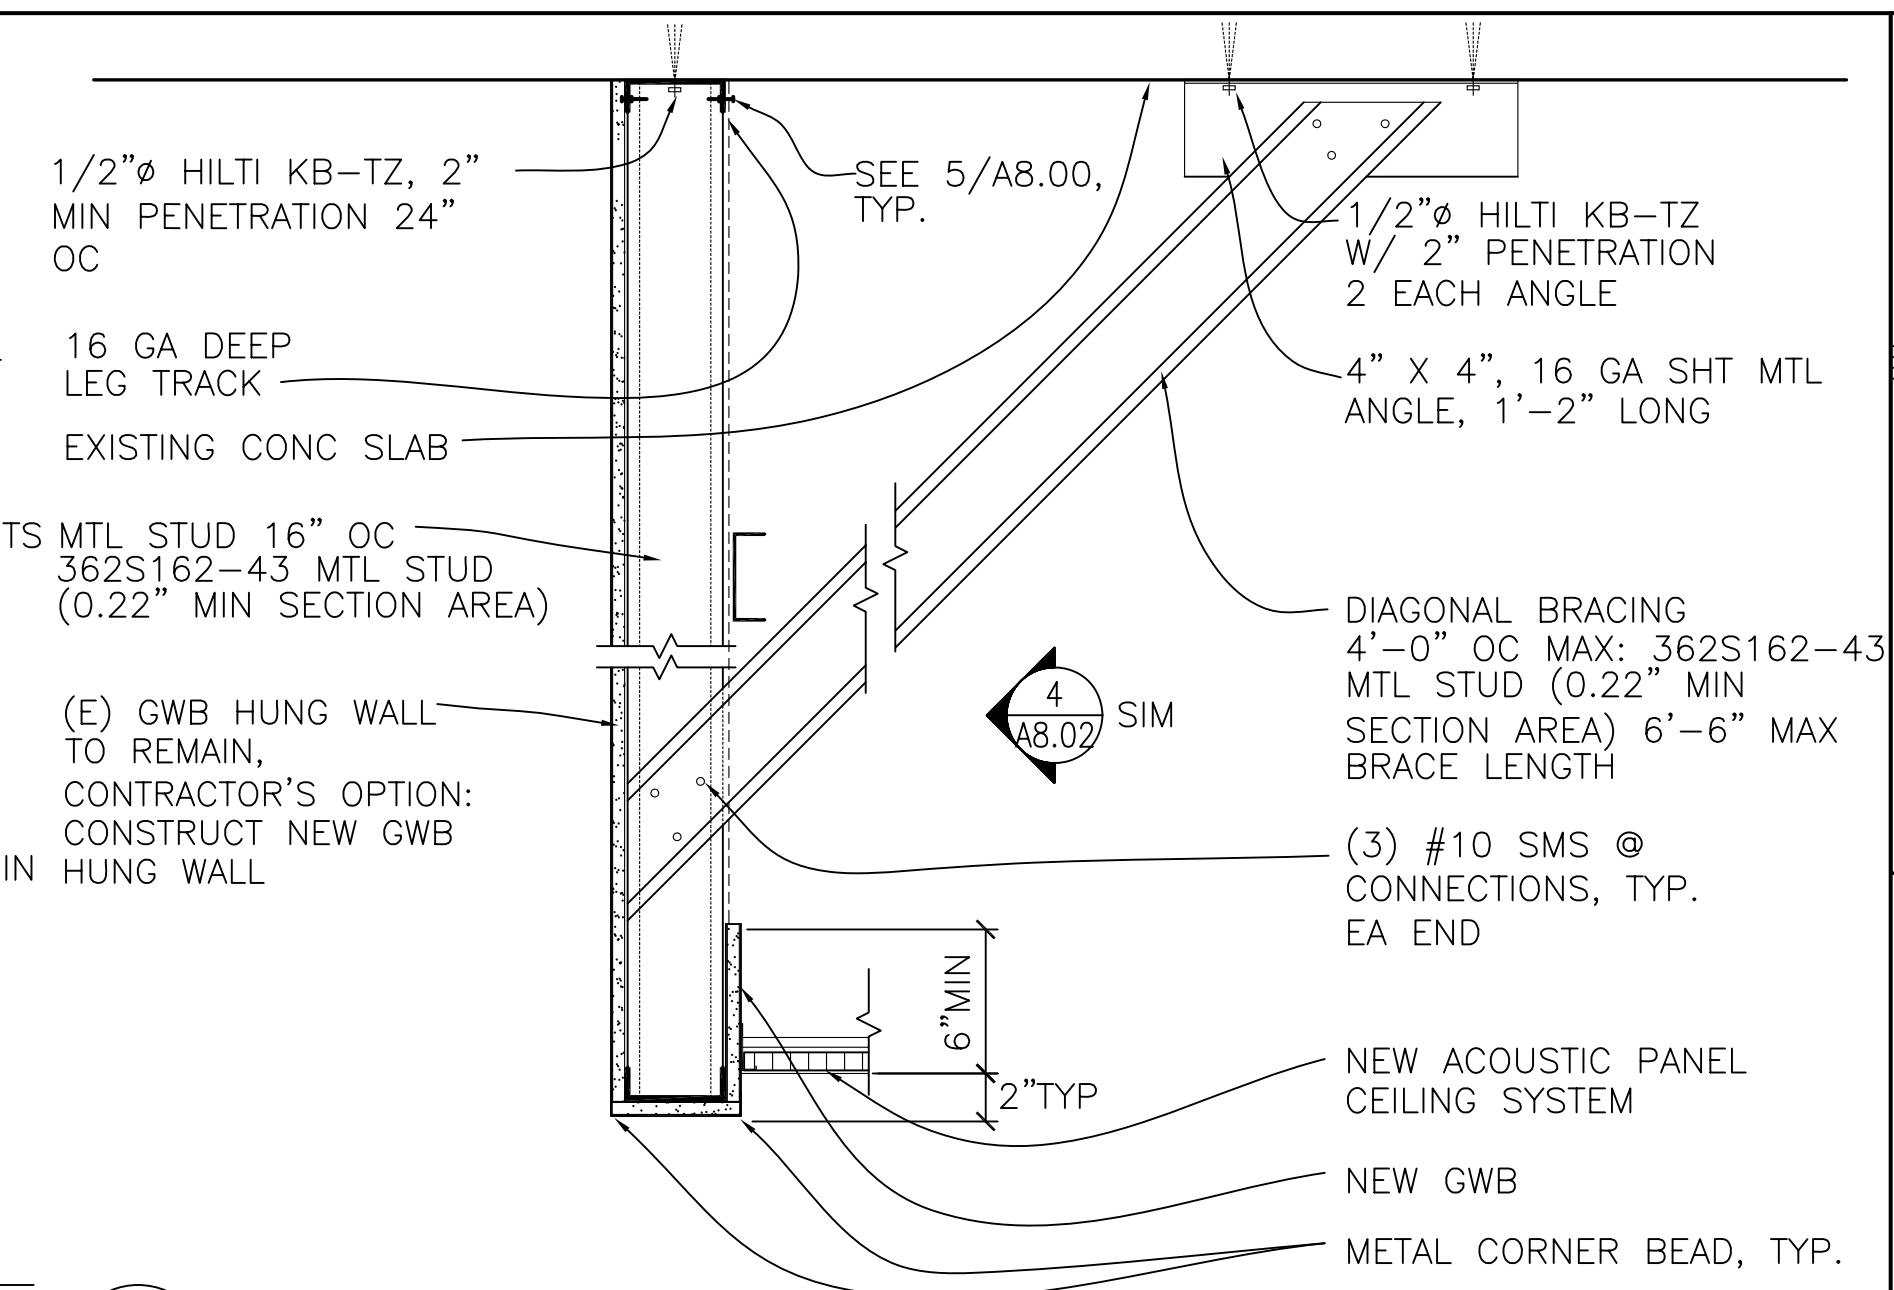 1/2"ø HILTI KB-TZ, 2"
MIN PENETRATION 24"
OC
16 GA DEEP
LEG TRACK
EXISTING CONC SLAB
TS
MTL STUD 16" OC
362S162-43 MTL STUD
(0.22" MIN SECTION AREA)
(E) GWB HUNG WALL
TO REMAIN,
CONTRACTOR'S OPTION:
CONSTRUCT NEW GWB
IN
HUNG WALL
SEE 5/A8.00,
TYP.
1/2"ø HILTI KB-TZ
W/ 2" PENETRATION
2 EACH ANGLE
4" X 4", 16 GA SHT MTL
ANGLE, 1'-2" LONG
DIAGONAL BRACING
4'-0" OC MAX: 362S162-43
MTL STUD (0.22" MIN
SECTION AREA) 6'-6" MAX
BRACE LENGTH
4
A8.02
SIM
(3) #10 SMS @
CONNECTIONS, TYP.
EA END
6"MIN
2"TYP
NEW ACOUSTIC PANEL
CEILING SYSTEM
NEW GWB
METAL CORNER BEAD, TYP.